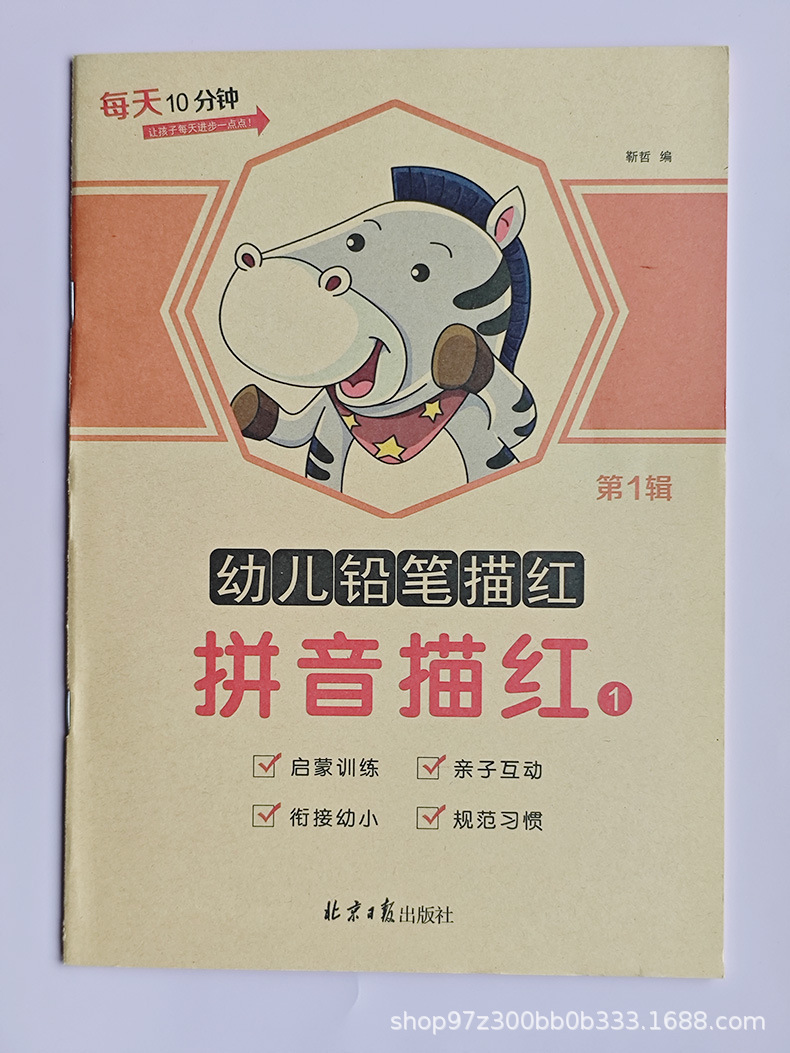 每天10分钟
让孩子每天进步一点点!
靳哲 编
第1辑
幼儿铅笔描红
拼音描红1
启蒙训练 亲子互动
衔接幼小 规范习惯
北京日报出版社
shop97z300bb0b333.1688.com